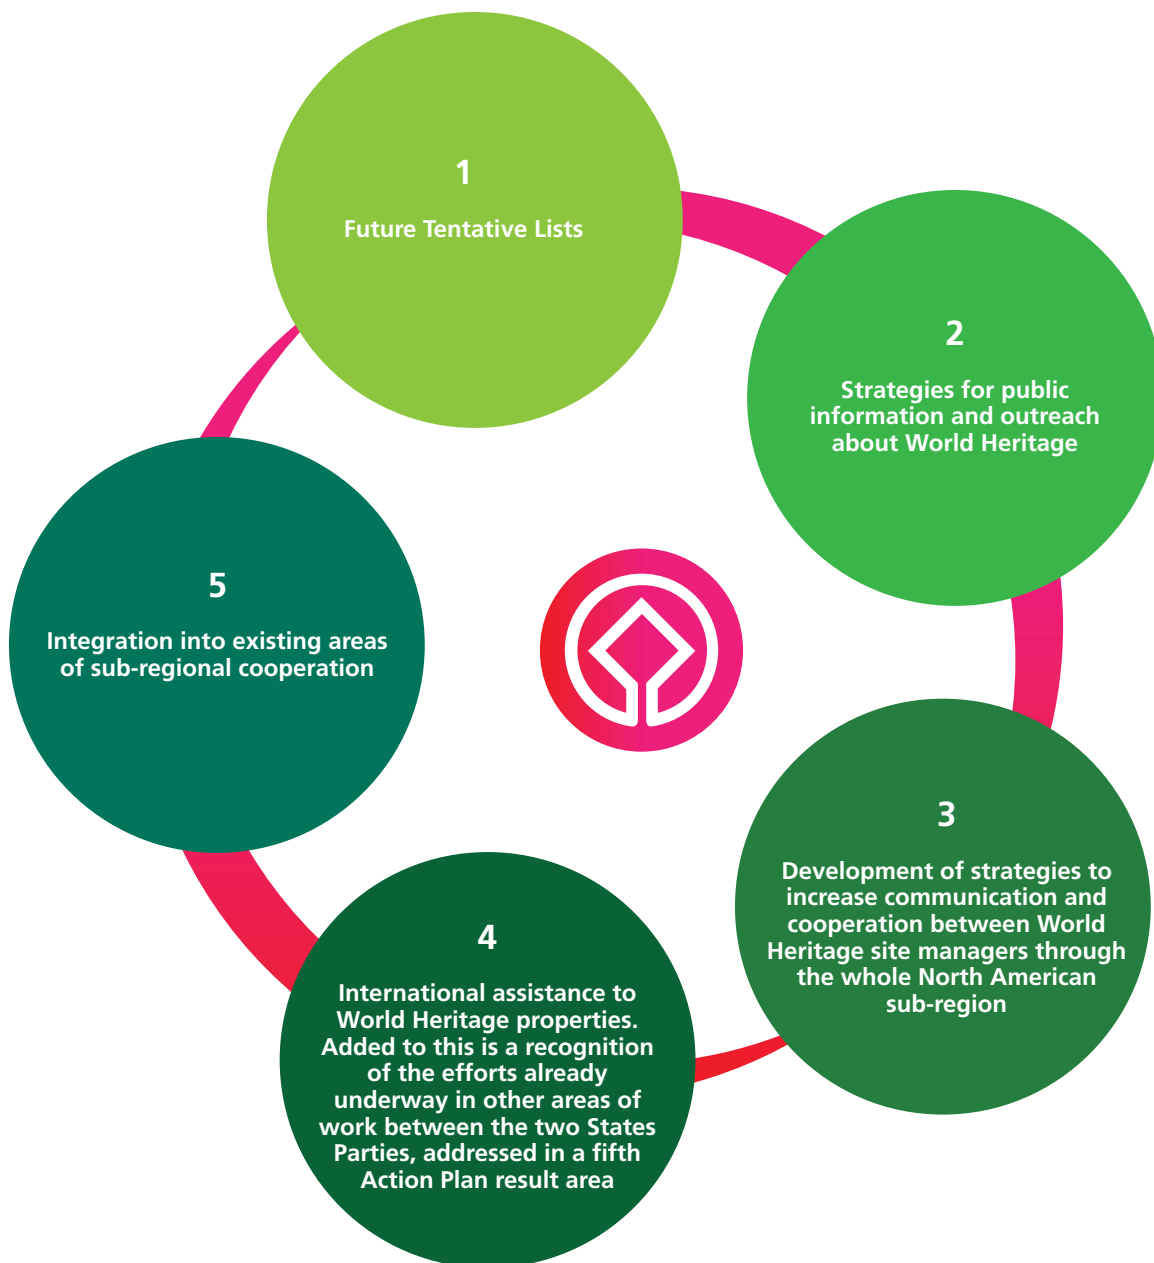 1
Future Tentative Lists
2
Strategies for public
information and outreach
about World Heritage
3
Development of strategies to
increase communication and
cooperation between World
Heritage site managers through
the whole North American
sub-region
4
International assistance to
World Heritage properties.
Added to this is a recognition
of the efforts already
underway in other areas of
work between the two States
Parties, addressed in a fifth
Action Plan result area
5
Integration into existing areas
of sub-regional cooperation